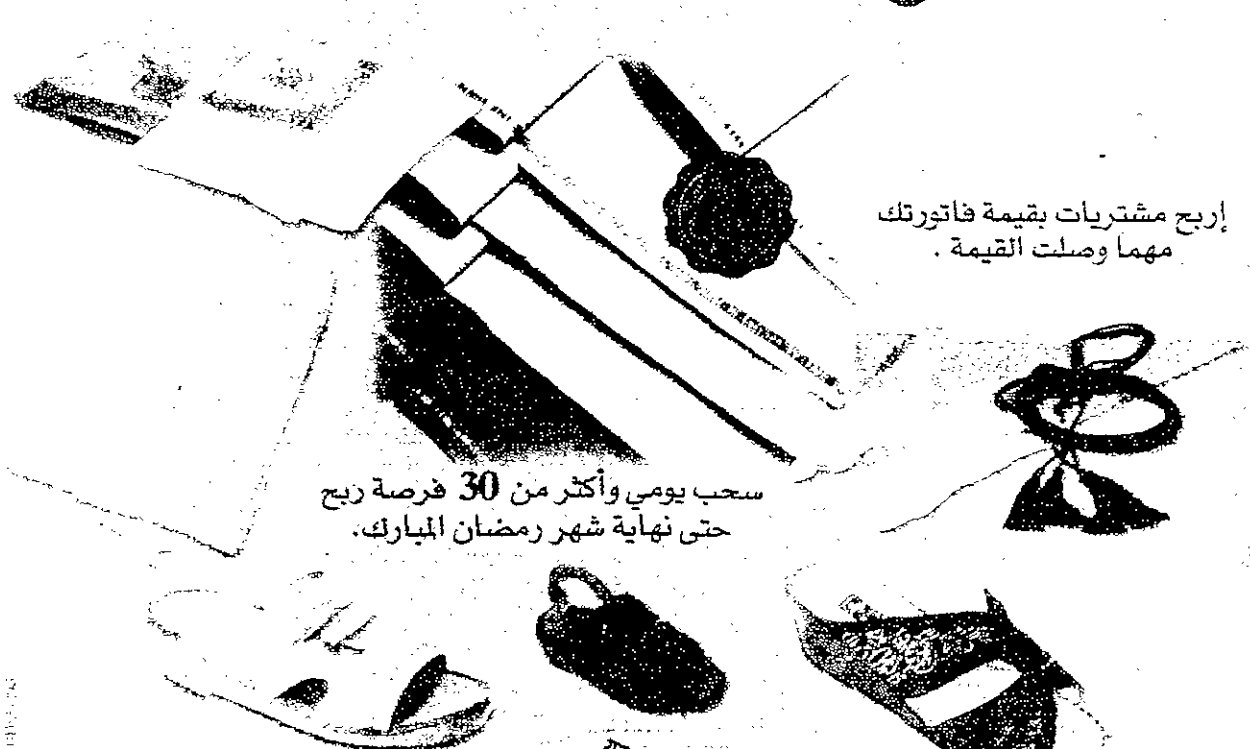 إربح مشتريات بقيمة فاتورتك
مهما وصلت القيمة .
سحب يومي وأكثر من 30 فرصة ربح
حتى نهاية شهر رمضان المبارك.